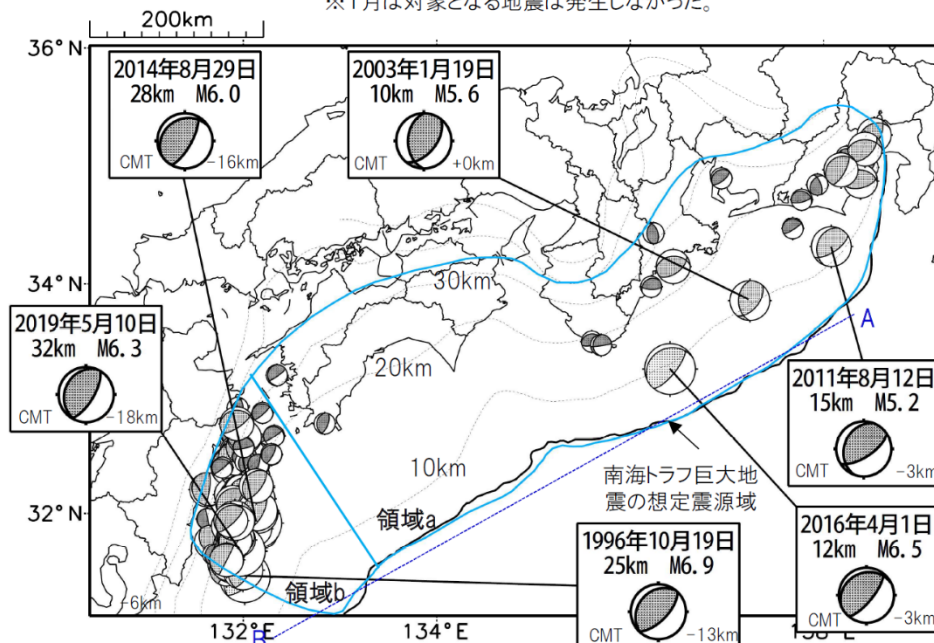 ※1月は対象となる地震は発生しなかった。
200km
36°N
2014年8月29日
28km M6.0
CMT
-16km
2003年1月19日
10km M5.6
CMT
+0km
34°N
30km
A
2019年5月10日
32km M6.3
CMT
-18km
20km
2011年8月12日
15km M5.2
CMT
-3km
10km
南海トラフ巨大地
震の想定震源域
32°N
領域a
2016年4月1日
12km M6.5
CMT
-3km
1996年10月19日
25km M6.9
CMT
-13km
領域b
-6km
132°E
B
134°E